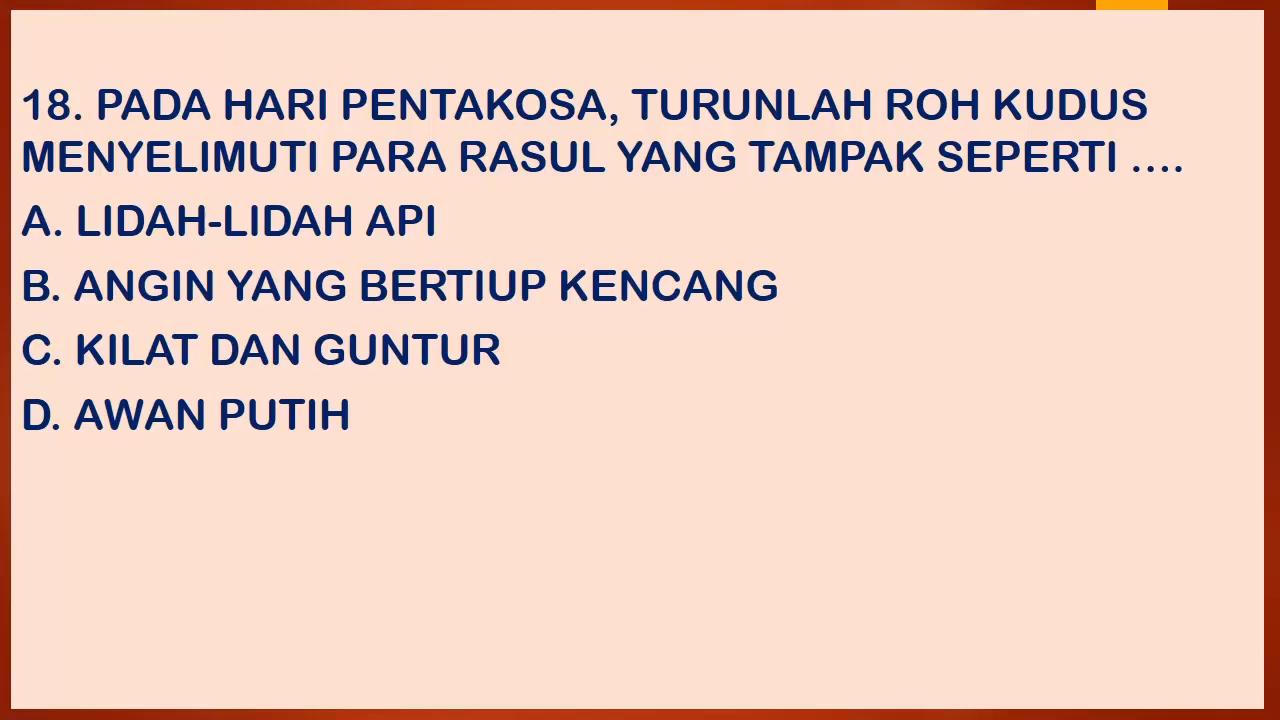 18. PADA HARI PENTAKOSA, TURUNLAH ROH KUDUS
MENYELIMUTI PARA RASUL YANG TAMPAK SEPERTI ....
A. LIDAH-LIDAH API
B. ANGIN YANG BERTIUP KENCANG
C. KILAT DAN GUNTUR
D. AWAN PUTIH